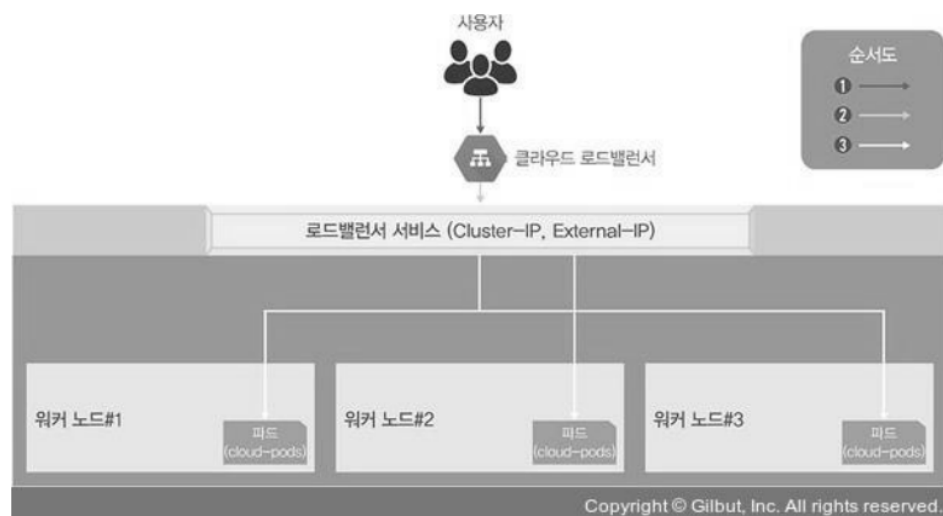 사용자
순서도
❶
❷
❸
클라우드 로드밸런서
로드밸런서 서비스 (Cluster-IP, External-IP)
워커 노드#1
파드
(cloud-pods)
워커 노드#2
파드
(cloud-pods)
워커 노드#3
파드
(cloud-pods)
Copyright © Gilbut, Inc. All rights reserved.